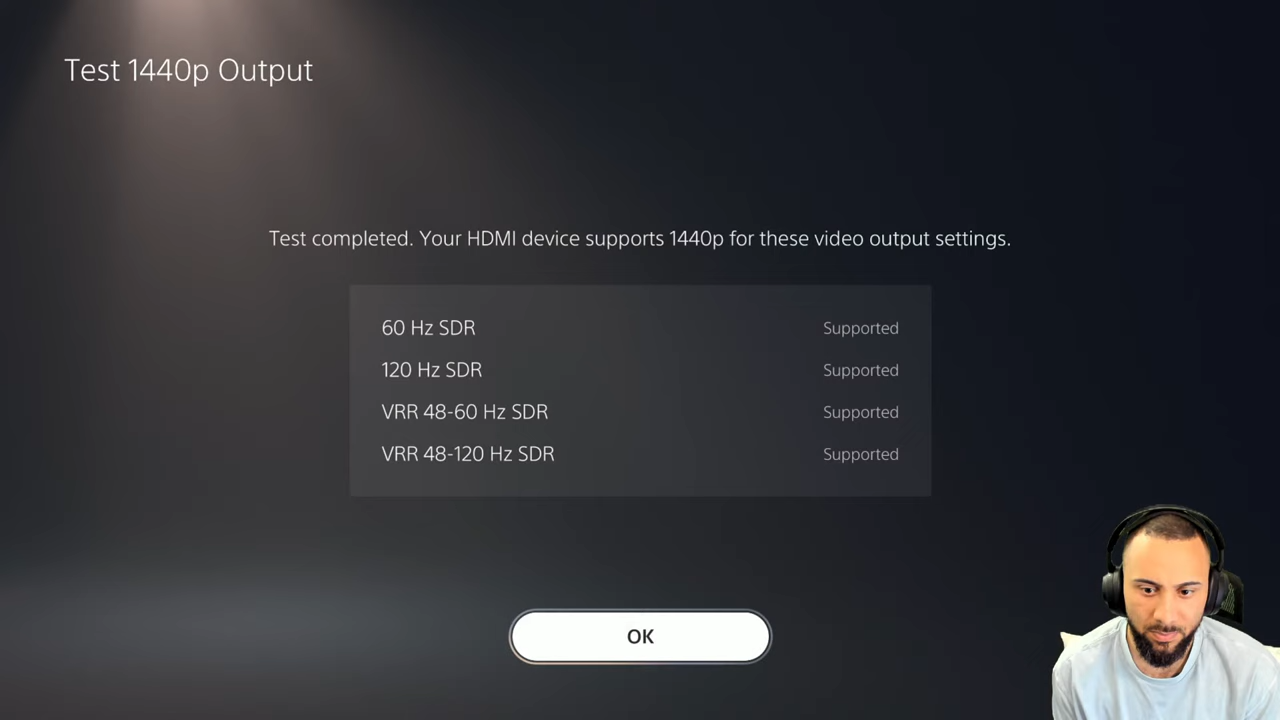 Test 1440p Output
Test completed. Your HDMI device supports 1440p for these video output settings.
60 Hz SDR Supported
120 Hz SDR Supported
VRR 48-60 Hz SDR Supported
VRR 48-120 Hz SDR Supported
OK